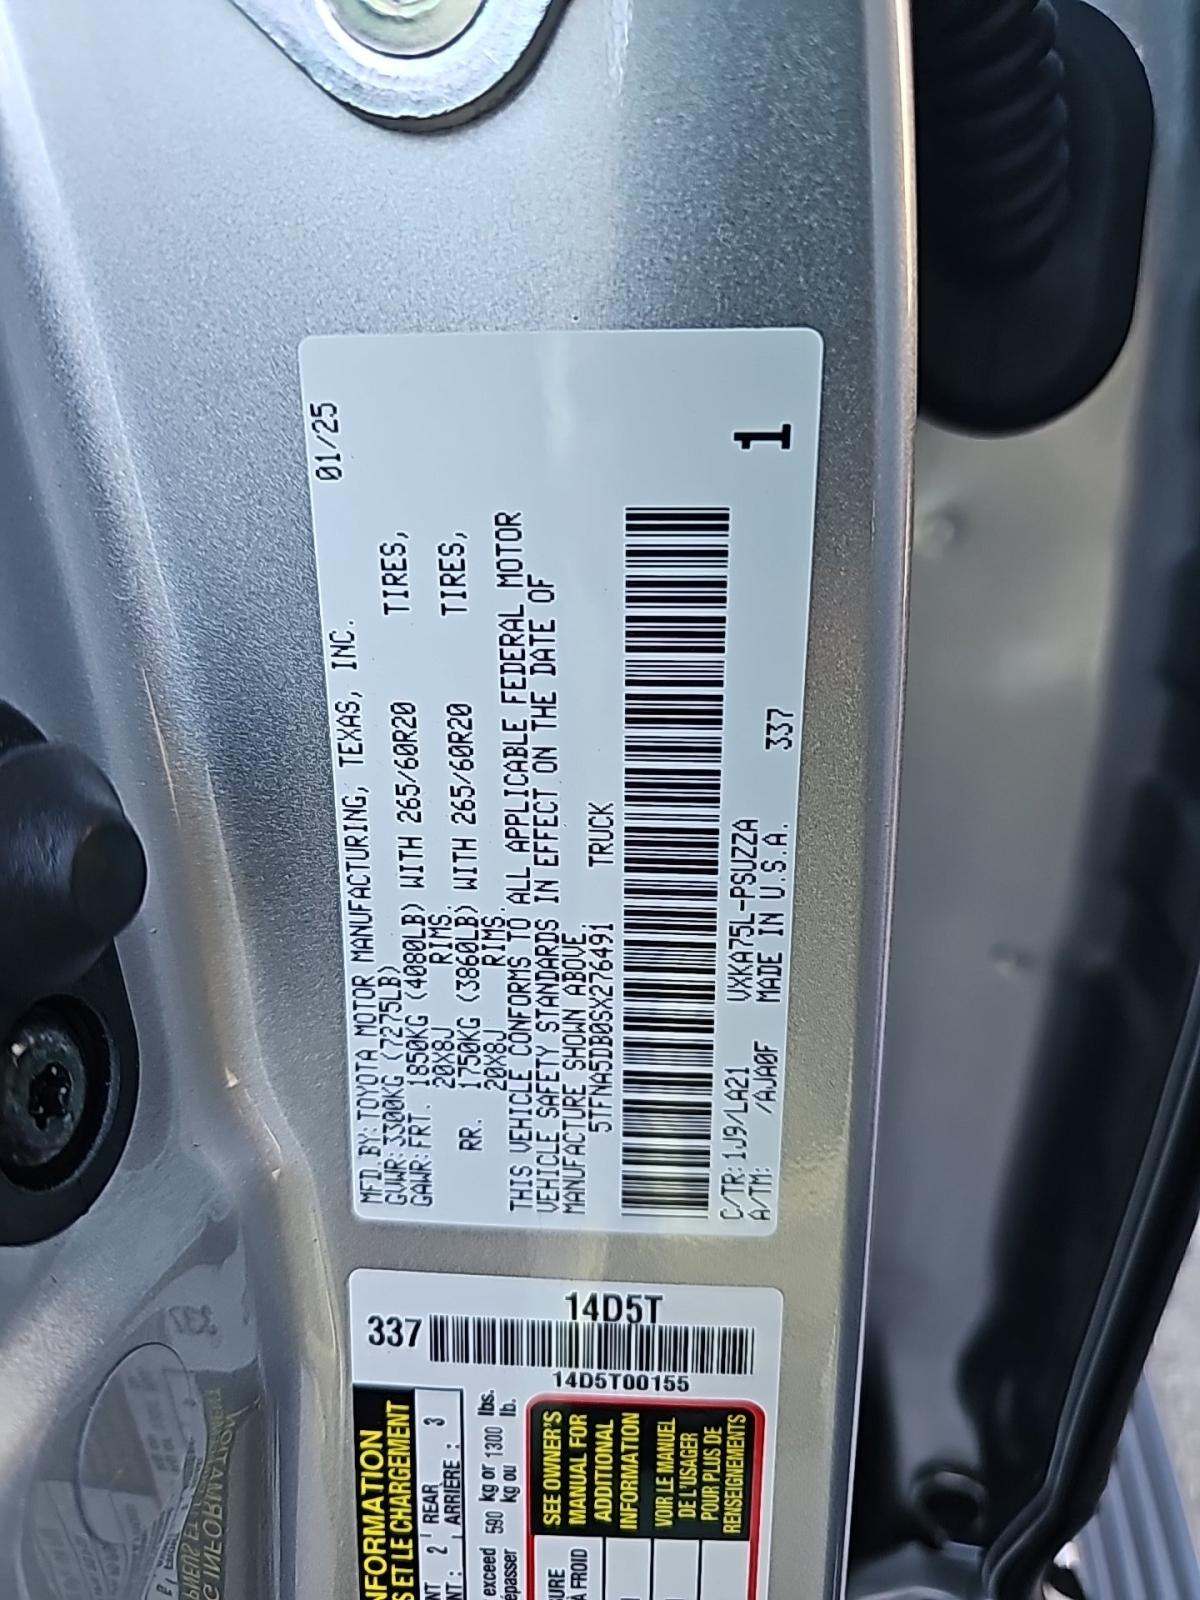 01/25
MFD.BY:TOYOTA MOTOR MANUFACTURING, TEXAS, INC.
GVWR:3300KG (7275LB)
GAWR:FRT. 1850KG (4080LB) WITH 265/60R20 TIRES,
20X8J RIMS.
RR. 1750KG (3860LB) WITH 265/60R20 TIRES,
20X8J RIMS.
THIS VEHICLE CONFORMS TO ALL APPLICABLE FEDERAL MOTOR
VEHICLE SAFETY STANDARDS IN EFFECT ON THE DATE OF
MANUFACTURE SHOWN ABOVE.
5TFNA5DB0SX276491 TRUCK
C/TR:1J9/LA21 VXKA75L-PSUZZA
A/TM: /AJA0F MADE IN U.S.A. 337
1
337
14D5T
14D5T00155
ET LE CHARGEMENT
2 REAR 3
ARRIÈRE : 3
exceed 590 kg or 1300 lbs.
kg ou lb.
SEE OWNER'S
MANUAL FOR
ADDITIONAL
INFORMATION
VOIR LE MANUEL
DE L'USAGER
POUR PLUS DE
RENSEIGNEMENTS
À FROID